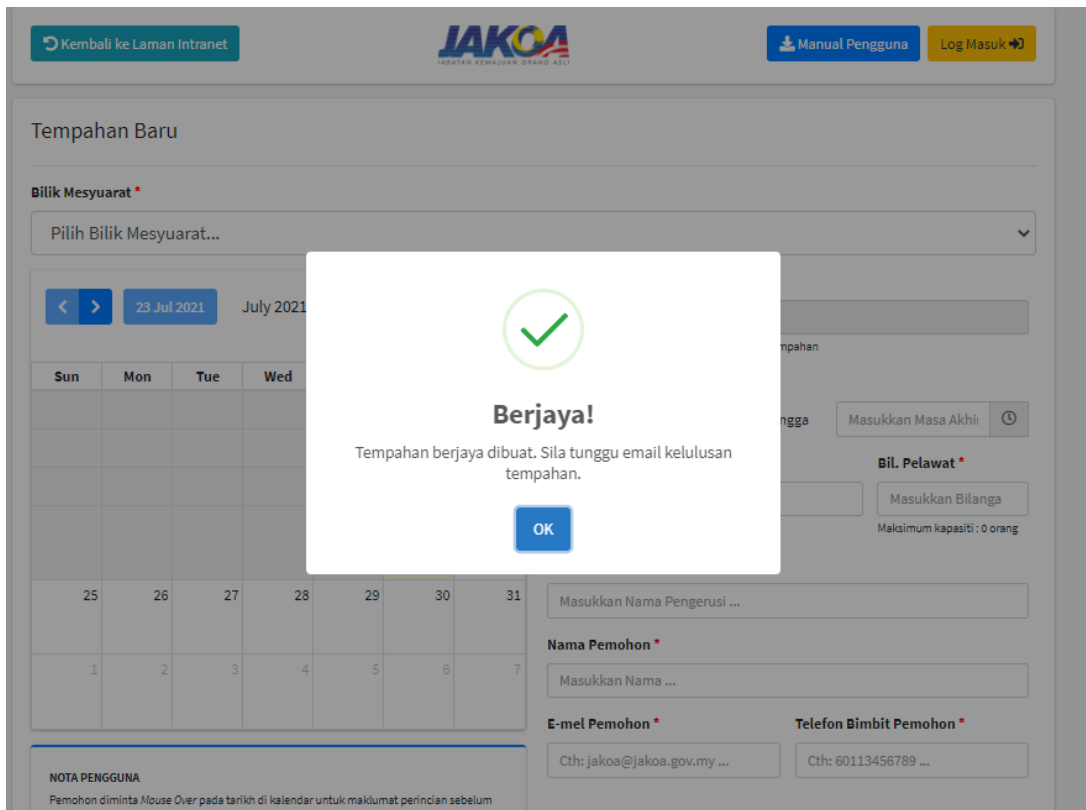 Kembali ke Laman Intranet
JAKOA
JABATAN KEMAJUAN ORANG ASLI
Manual Pengguna
Log Masuk
Tempahan Baru
Bilik Mesyuarat *
Pilih Bilik Mesyuarat...
23 Jul 2021
July 2021
Sun Mon Tue Wed
mpahan
ngga
Masukkan Masa Akhi
Bil. Pelawat *
Masukkan Bilanga
Maksimum kapasiti : 0 orang
Berjaya!
Tempahan berjaya dibuat. Sila tunggu email kelulusan
tempahan.
OK
25 26 27 28 29 30 31
1 2 3 4 5 6 7
Masukkan Nama Pengerusi ...
Nama Pemohon *
Masukkan Nama ...
E-mel Pemohon *
Telefon Bimbit Pemohon *
Cth: jakoa@jakoa.gov.my ...
Cth: 60113456789 ...
NOTA PENGGUNA
Pemohon diminta Mouse Over pada tarikh di kalendar untuk maklumat perincian sebelum